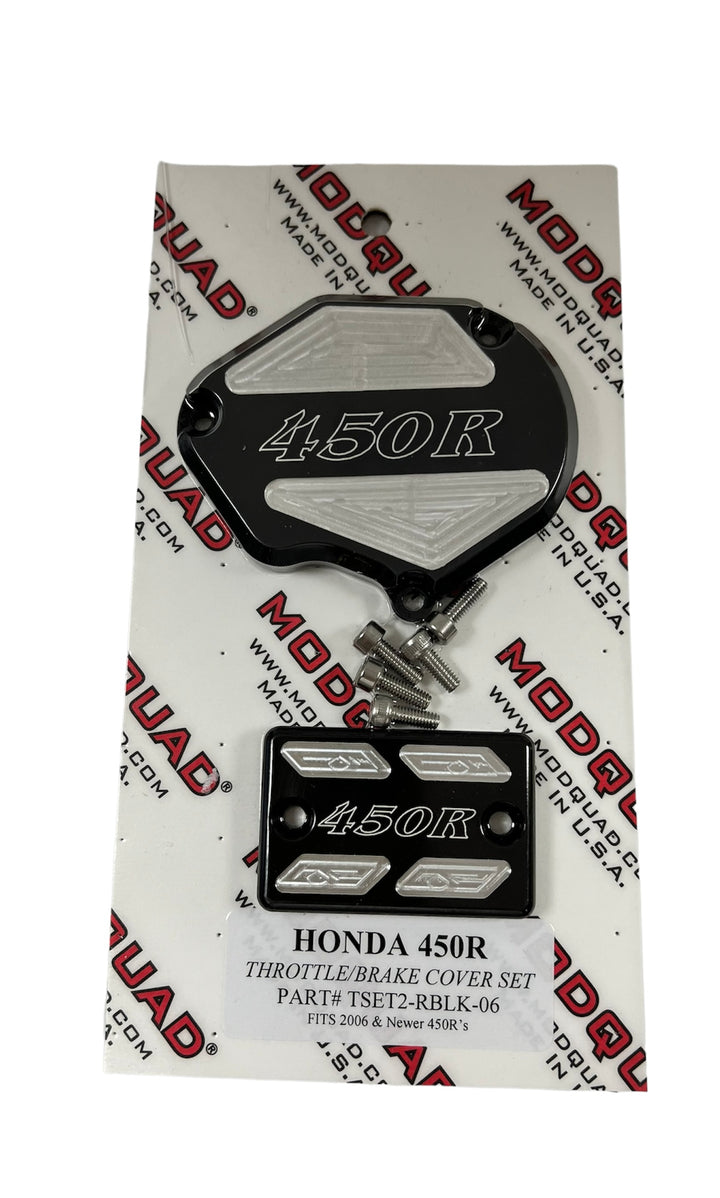 MODQUAD®
WWW.MODQUAD.COM
MADE IN U.S.A.
450R
450R
HONDA 450R
THROTTLE/BRAKE COVER SET
PART# TSET2-RBLK-06
FITS 2006 & Newer 450R's